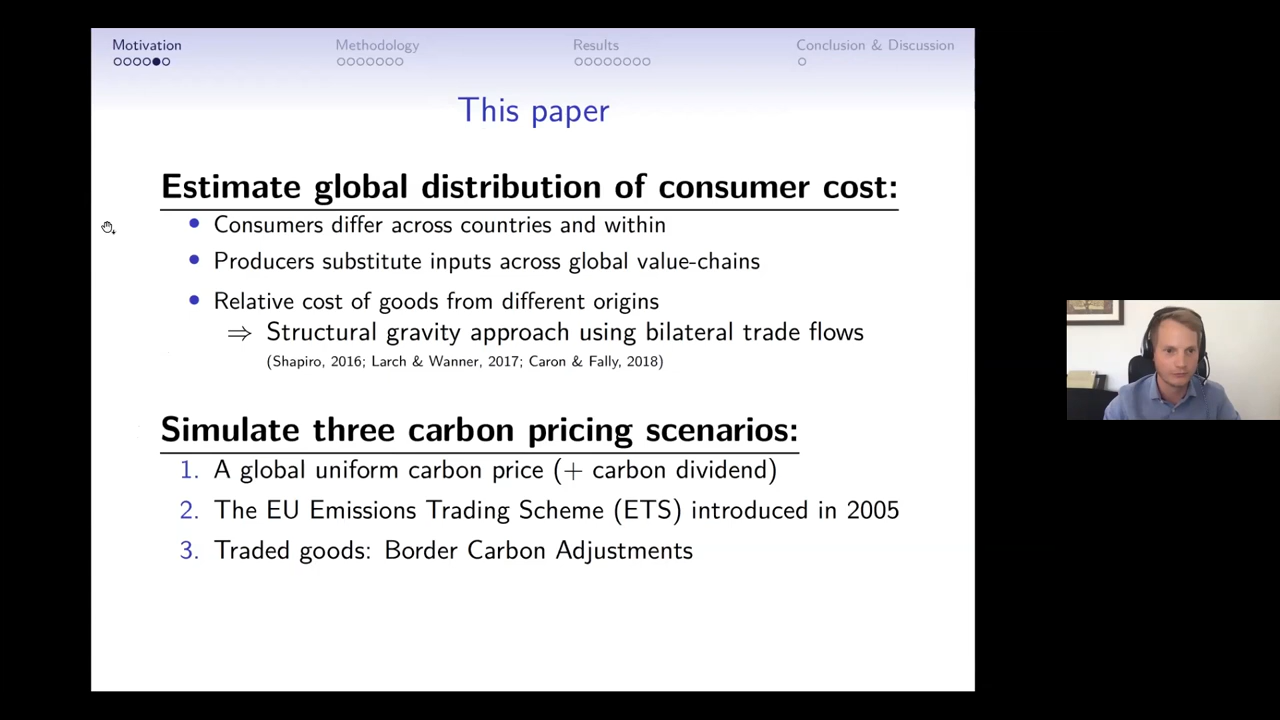 Motivation Methodology Results Conclusion & Discussion
This paper
Estimate global distribution of consumer cost:
• Consumers differ across countries and within
• Producers substitute inputs across global value-chains
• Relative cost of goods from different origins
⇒ Structural gravity approach using bilateral trade flows
(Shapiro, 2016; Larch & Wanner, 2017; Caron & Fally, 2018)
Simulate three carbon pricing scenarios:
1. A global uniform carbon price (+ carbon dividend)
2. The EU Emissions Trading Scheme (ETS) introduced in 2005
3. Traded goods: Border Carbon Adjustments